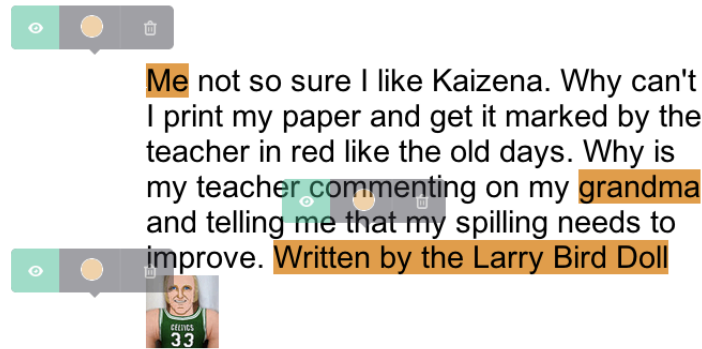 Me not so sure I like Kaizena. Why can't
I print my paper and get it marked by the
teacher in red like the old days. Why is
my teacher commenting on my grandma
and telling me that my spilling needs to
improve. Written by the Larry Bird Doll
CELTICS
33